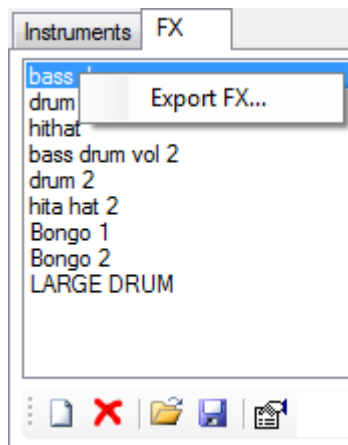 Instruments FX
bass
Export FX...
drum
hithat
bass drum vol 2
drum 2
hita hat 2
Bongo 1
Bongo 2
LARGE DRUM